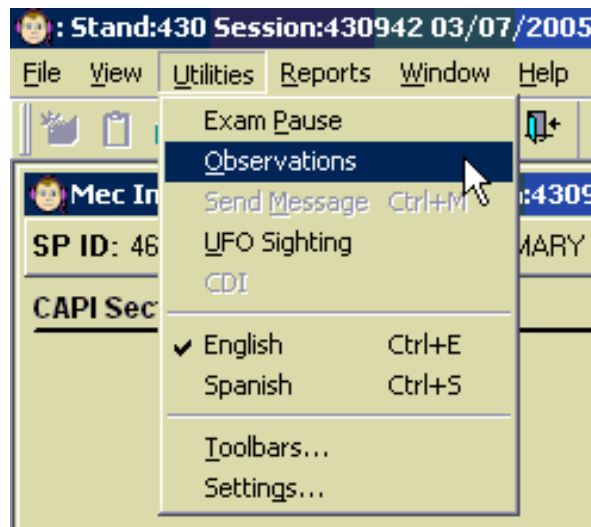 : Stand:430 Session:430942 03/07/2005
File View Utilities Reports Window Help
Exam Pause
Observations
Mec In :4309
Send Message Ctrl+M
SP ID: 46 MARY
UFO Sighting
CDI
CAPI Sec
English Ctrl+E
Spanish Ctrl+S
Toolbars...
Settings...